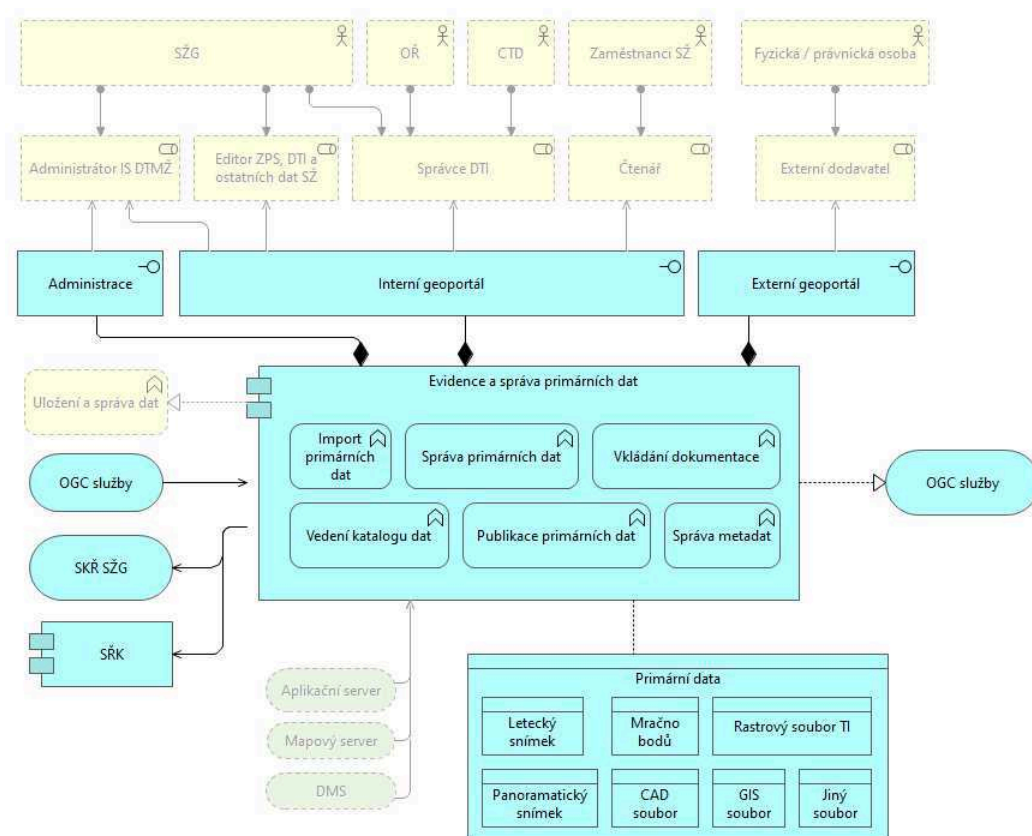 SŽG
OŘ
CTD
Zaměstnanci SŽ
Fyzická / právnická osoba
Administrátor IS DTMŽ
Editor ZPS, DTI a
ostatních dat SŽ
Správce DTI
Čtenář
Externí dodavatel
Administrace
Interní geoportál
Externí geoportál
Evidence a správa primárních dat
Uložení a správa dat
Import
primárních
dat
Správa primárních dat
Vkládání dokumentace
OGC služby
OGC služby
Vedení katalogu dat
Publikace primárních dat
Správa metadat
SKŘ SŽG
SŘK
Aplikační server
Mapový server
DMS
Primární data
Letecký
snímek
Mračno
bodů
Rastrový soubor TI
Panoramatický
snímek
CAD
soubor
GIS
soubor
Jiný
soubor